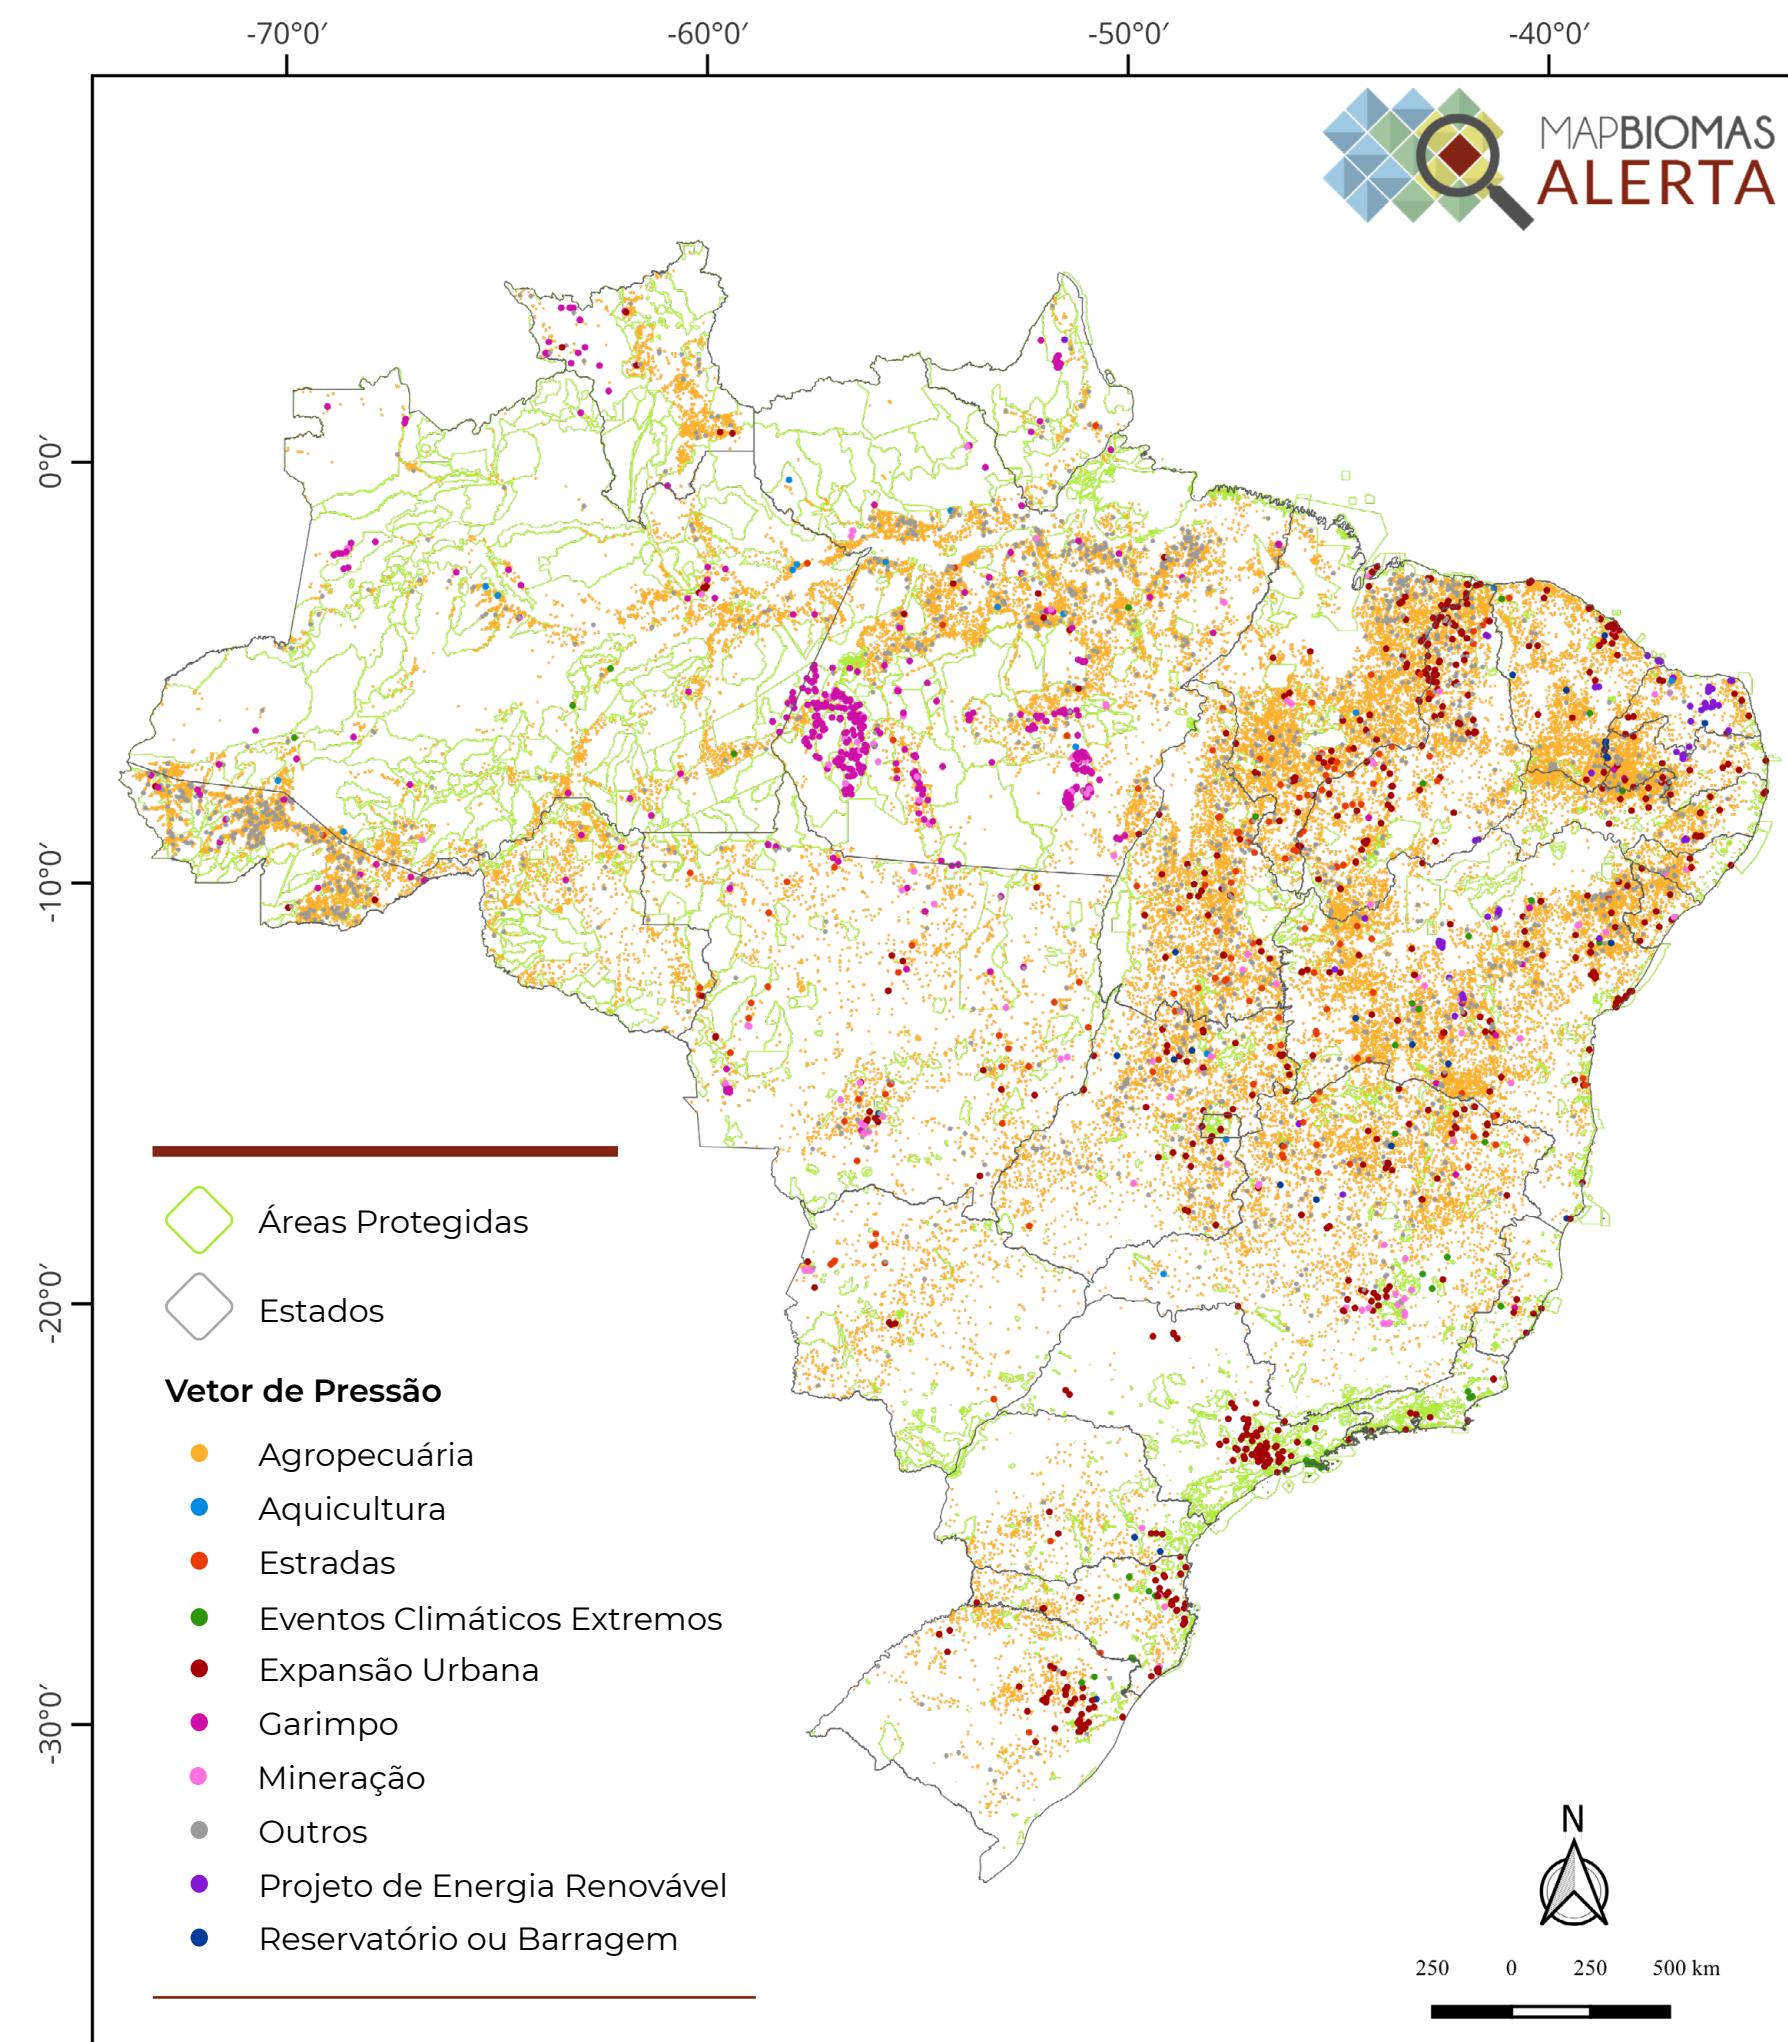 -70°0′ -60°0′ -50°0′ -40°0′
MAPBIOMAS
ALERTA
0°0′
-10°0′
-20°0′
-30°0′
Áreas Protegidas
Estados
Vetor de Pressão
Agropecuária
Aquicultura
Estradas
Eventos Climáticos Extremos
Expansão Urbana
Garimpo
Mineração
Outros
Projeto de Energia Renovável
Reservatório ou Barragem
N
250 0 250 500 km